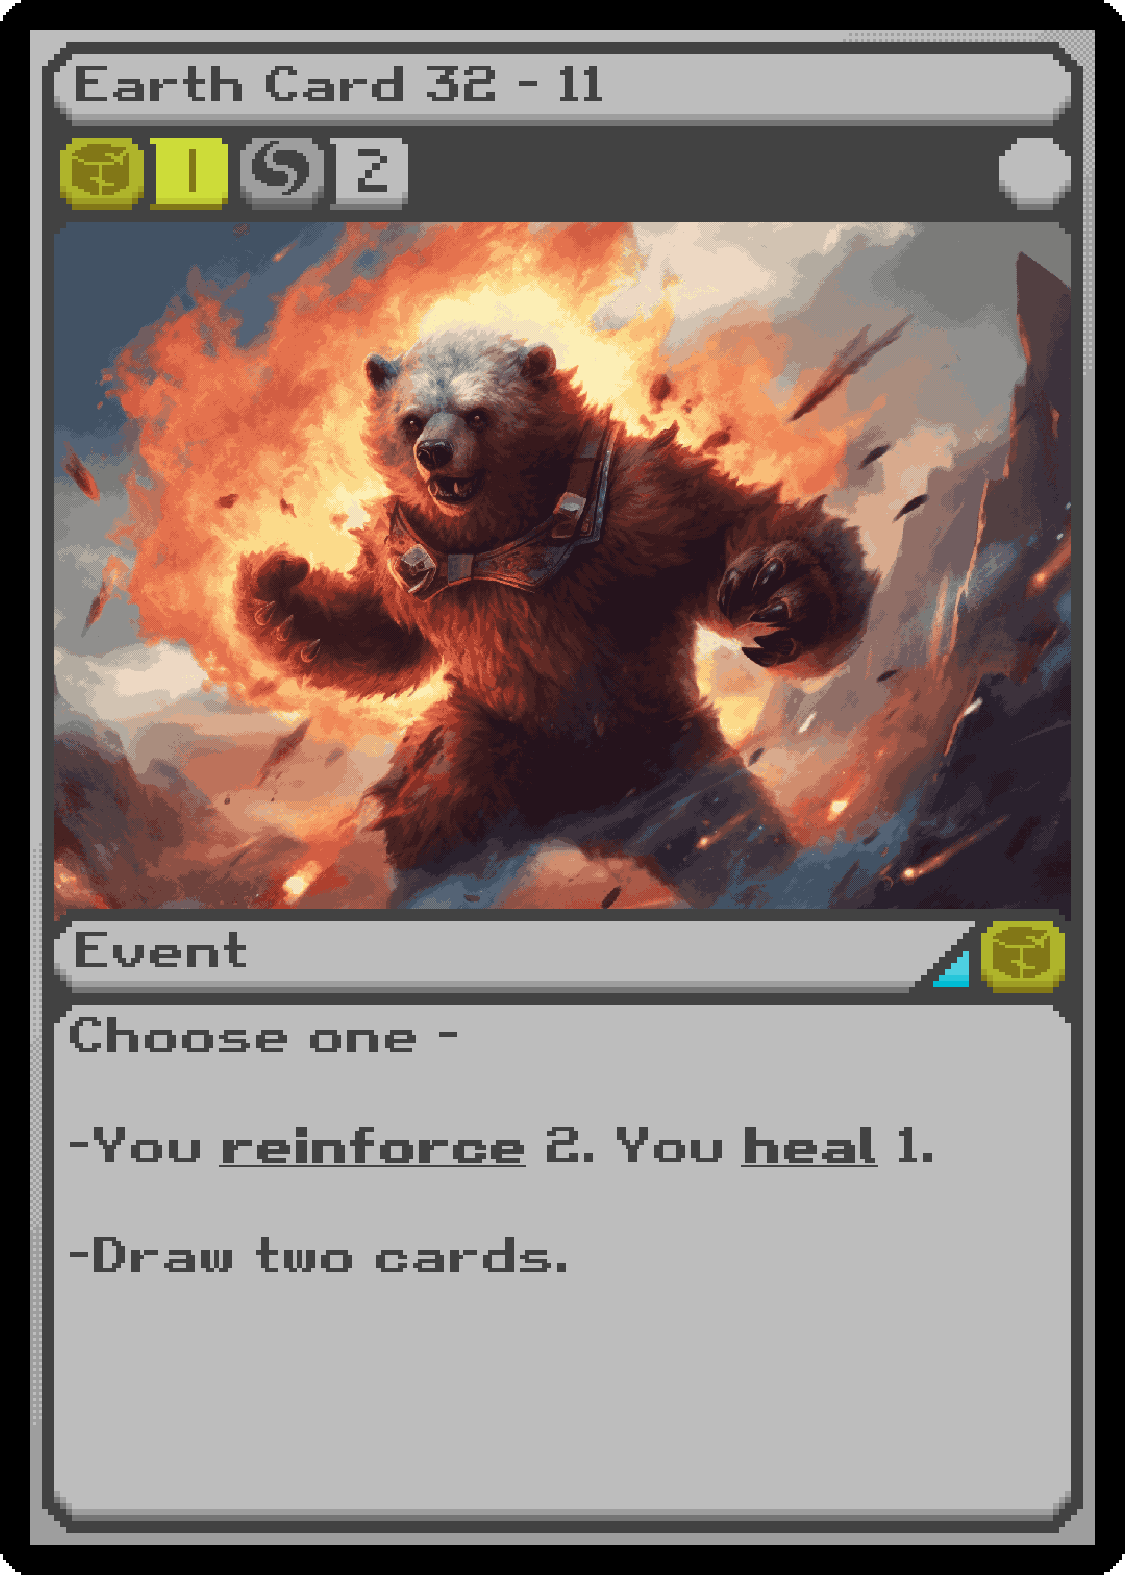 Earth Card 32 - 11
1 2
Event
Choose one -
-You reinforce 2. You heal 1.
-Draw two cards.